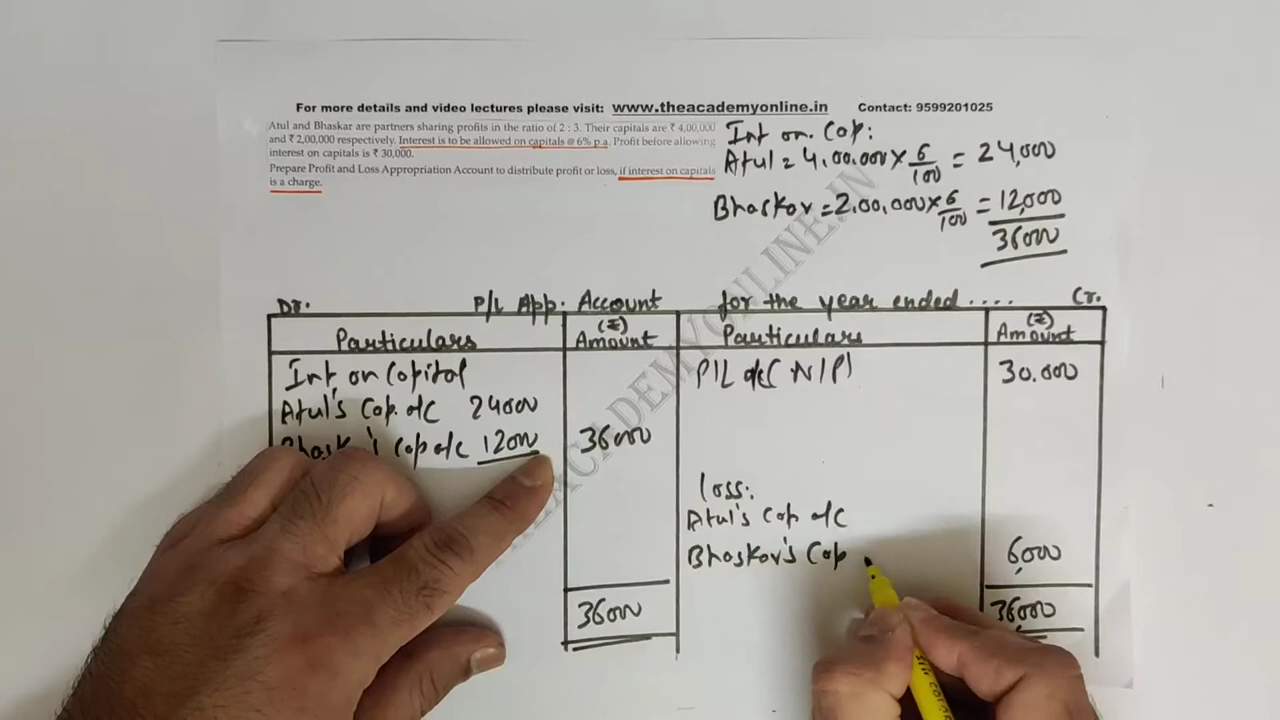 For more details and video lectures please visit: www.theacademyonline.in Contact: 9599201025
Atul and Bhaskar are partners sharing profits in the ratio of 2 : 3. Their capitals are ₹ 4,00,000
and ₹ 2,00,000 respectively. Interest is to be allowed on capitals @ 6% p.a. Profit before allowing
interest on capitals is ₹ 30,000.
Prepare Profit and Loss Appropriation Account to distribute profit or loss, if interest on capitals
is a charge.
Int on. Cap:
Atul = 4,00,000 × 6/100 = 24,000
Bhaskar = 2,00,000 × 6/100 = 12,000
36000
Dr. P/L App. Account for the year ended .... Cr.
Particulars (₹) Amount Particulars (₹) Amount
Int. on Capital P/L a/c (N/P) 30,000
Atul's Cap. a/c 24000
Cap a/c 12000 36000
Loss:
Atul's Cap a/c
Bhaskar's Cap 6,000
36000 36000
ACADEMYONLINE.IN